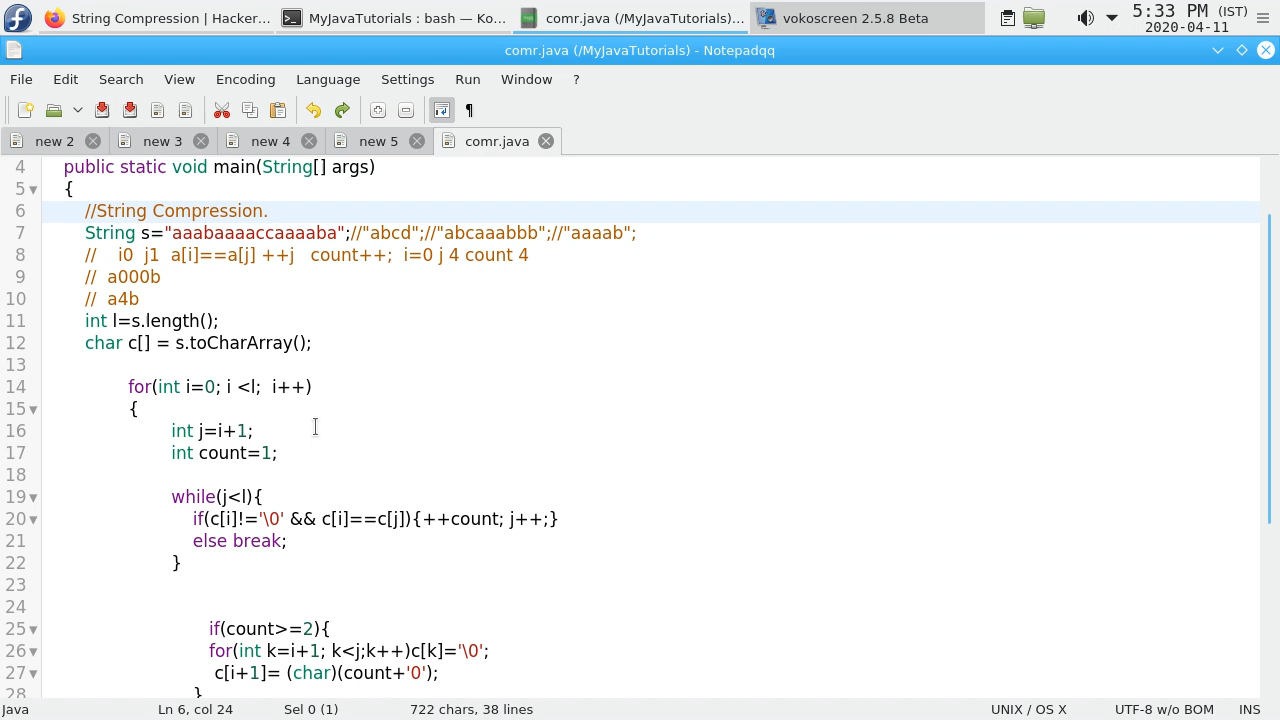 String Compression | Hacker... MyJavaTutorials : bash — Ko... comr.java (/MyJavaTutorials)... vokoscreen 2.5.8 Beta 5:33 PM (IST)
2020-04-11
comr.java (/MyJavaTutorials) - Notepadqq
File Edit Search View Encoding Language Settings Run Window ?
new 2 new 3 new 4 new 5 comr.java
4 public static void main(String[] args)
5 {
6 //String Compression.
7 String s="aaabaaaaccaaaaba";//"abcd";//"abcaaabbb";//"aaaab";
8 // i0 j1 a[i]==a[j] ++j count++; i=0 j 4 count 4
9 // a000b
10 // a4b
11 int l=s.length();
12 char c[] = s.toCharArray();
13
14 for(int i=0; i <l; i++)
15 {
16 int j=i+1;
17 int count=1;
18
19 while(j<l){
20 if(c[i]!='\0' && c[i]==c[j]){++count; j++;}
21 else break;
22 }
23
24
25 if(count>=2){
26 for(int k=i+1; k<j;k++)c[k]='\0';
27 c[i+1]= (char)(count+'0');
28 }
Java Ln 6, col 24 Sel 0 (1) 722 chars, 38 lines UNIX / OS X UTF-8 w/o BOM INS